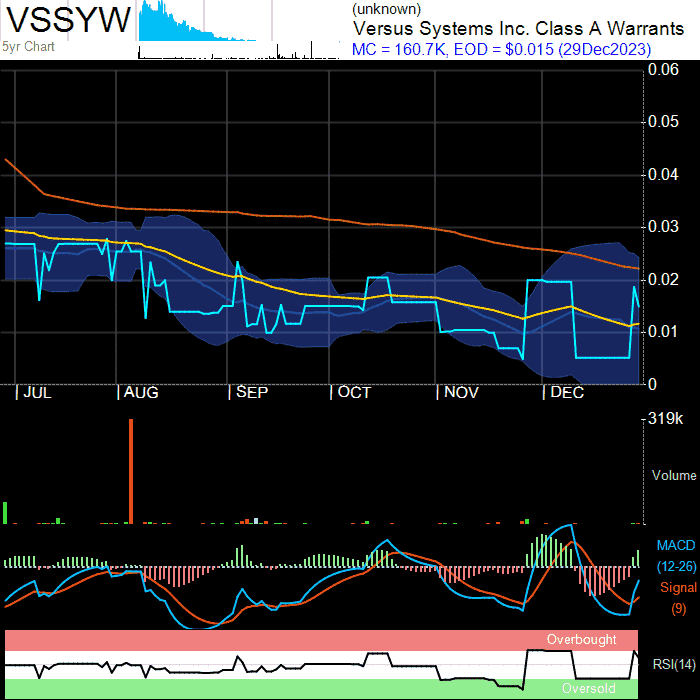 VSSYW
5yr Chart
(unknown)
Versus Systems Inc. Class A Warrants
MC = 160.7K, EOD = $0.015 (29Dec2023)
0.06
0.05
0.04
0.03
0.02
0.01
0
JUL AUG SEP OCT NOV DEC
319k
Volume
MACD
(12-26)
Signal
(9)
Overbought
RSI(14)
Oversold